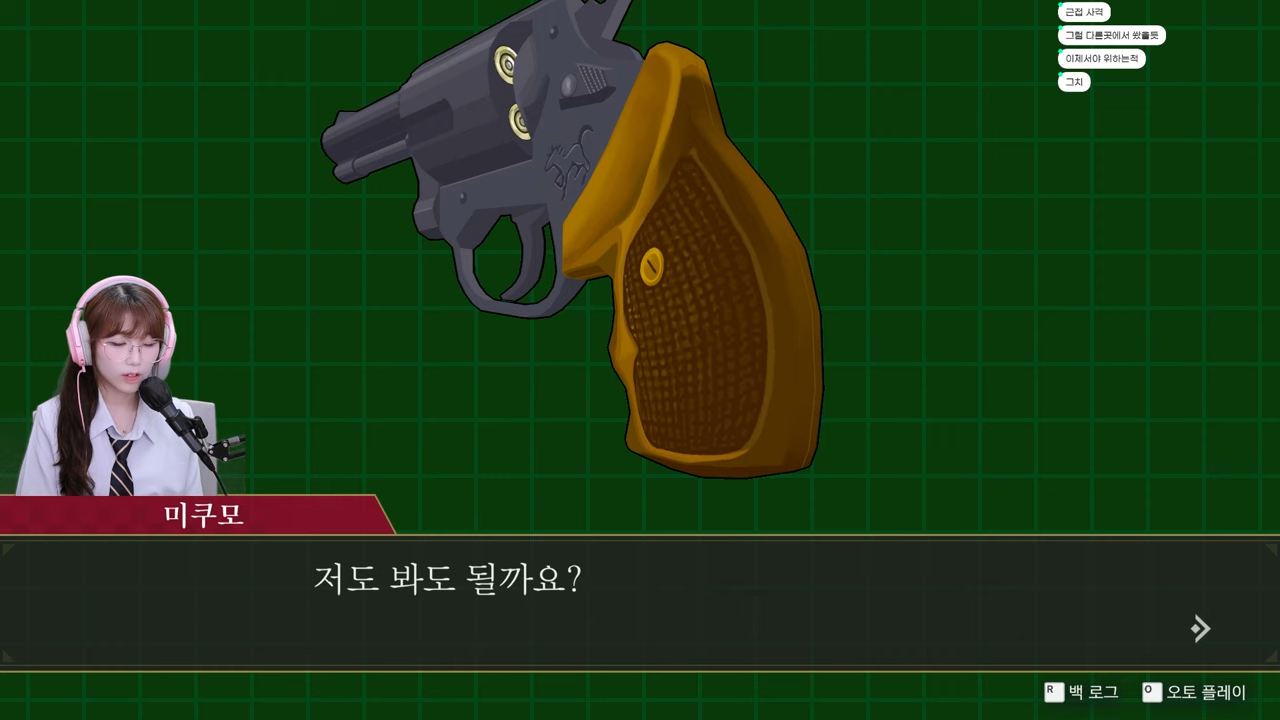 근접 사격
그럼 다른곳에서 쐈을듯
이제서야 위하는척
그치
미쿠모
저도 봐도 될까요?
R 백 로그 O 오토 플레이